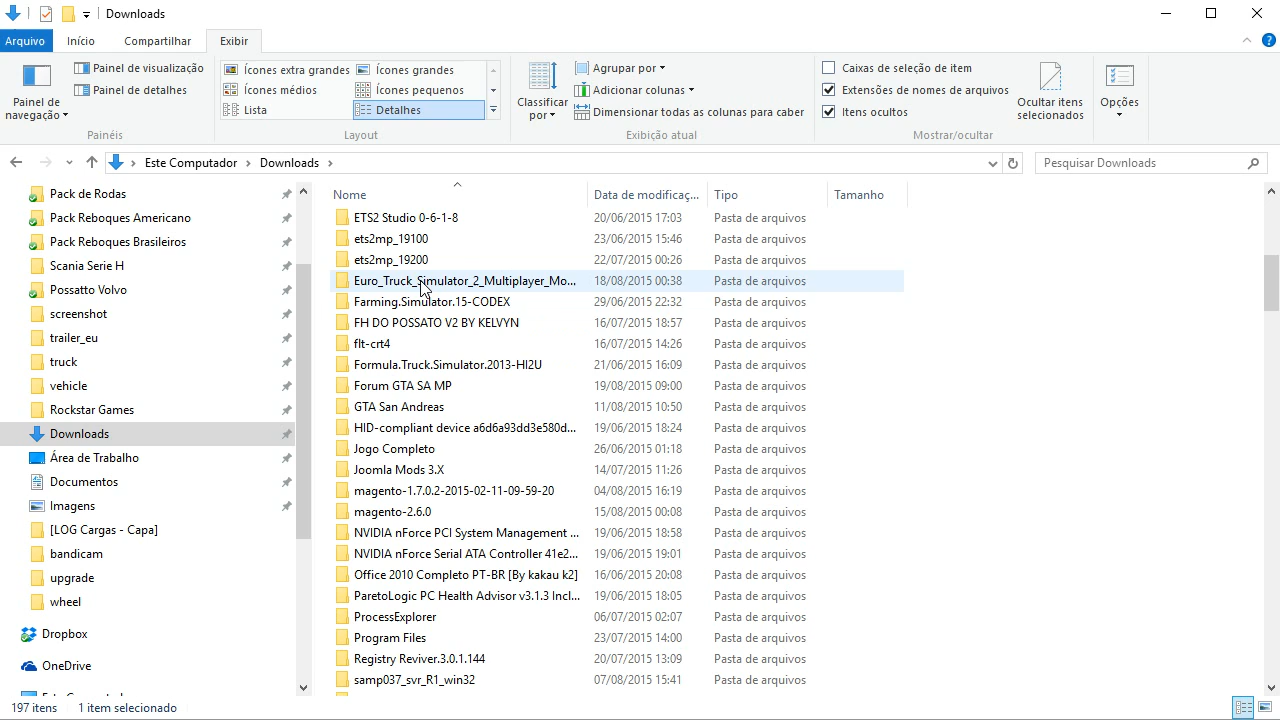 Downloads
Arquivo Início Compartilhar Exibir
Painel de navegação
Painel de visualização
Painel de detalhes
Painéis
Ícones extra grandes Ícones grandes
Ícones médios Ícones pequenos
Lista Detalhes
Layout
Classificar por
Agrupar por
Adicionar colunas
Dimensionar todas as colunas para caber
Exibição atual
Caixas de seleção de item
Extensões de nomes de arquivos
Itens ocultos
Ocultar itens selecionados
Mostrar/ocultar
Opções
Este Computador > Downloads >
Pesquisar Downloads
Pack de Rodas
Pack Reboques Americano
Pack Reboques Brasileiros
Scania Serie H
Possatto Volvo
screenshot
trailer_eu
truck
vehicle
Rockstar Games
Downloads
Área de Trabalho
Documentos
Imagens
[LOG Cargas - Capa]
bandicam
upgrade
wheel
Dropbox
OneDrive
Nome Data de modificaç... Tipo Tamanho
ETS2 Studio 0-6-1-8 20/06/2015 17:03 Pasta de arquivos
ets2mp_19100 23/06/2015 15:46 Pasta de arquivos
ets2mp_19200 22/07/2015 00:26 Pasta de arquivos
Euro_Truck_Simulator_2_Multiplayer_Mo... 18/08/2015 00:38 Pasta de arquivos
Farming.Simulator.15-CODEX 29/06/2015 22:32 Pasta de arquivos
FH DO POSSATO V2 BY KELVYN 16/07/2015 18:57 Pasta de arquivos
flt-crt4 16/07/2015 14:26 Pasta de arquivos
Formula.Truck.Simulator.2013-HI2U 21/06/2015 16:09 Pasta de arquivos
Forum GTA SA MP 19/08/2015 09:00 Pasta de arquivos
GTA San Andreas 11/08/2015 10:50 Pasta de arquivos
HID-compliant device a6d6a93dd3e580d... 19/06/2015 18:24 Pasta de arquivos
Jogo Completo 26/06/2015 01:18 Pasta de arquivos
Joomla Mods 3.X 14/07/2015 11:26 Pasta de arquivos
magento-1.7.0.2-2015-02-11-09-59-20 04/08/2015 16:19 Pasta de arquivos
magento-2.6.0 15/08/2015 00:08 Pasta de arquivos
NVIDIA nForce PCI System Management ... 19/06/2015 18:58 Pasta de arquivos
NVIDIA nForce Serial ATA Controller 41e2... 19/06/2015 19:01 Pasta de arquivos
Office 2010 Completo PT-BR [By kakau k2] 16/06/2015 20:08 Pasta de arquivos
ParetoLogic PC Health Advisor v3.1.3 Incl... 19/06/2015 18:05 Pasta de arquivos
ProcessExplorer 06/07/2015 02:07 Pasta de arquivos
Program Files 23/07/2015 14:00 Pasta de arquivos
Registry Reviver.3.0.1.144 20/07/2015 13:09 Pasta de arquivos
samp037_svr_R1_win32 07/08/2015 15:41 Pasta de arquivos
197 itens 1 item selecionado